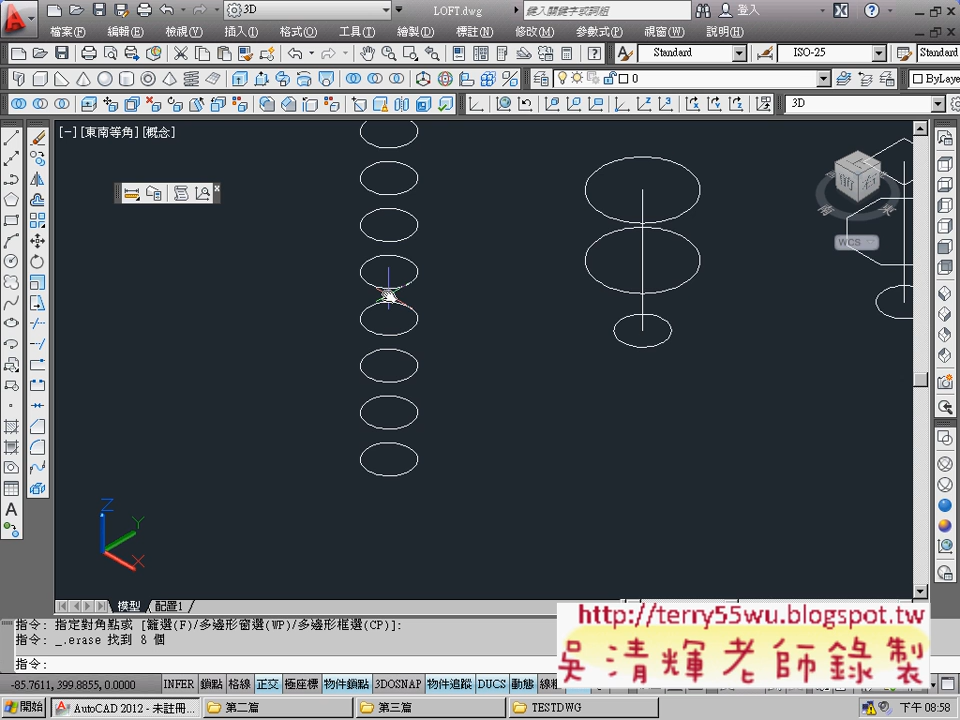 3D
LOFT.dwg
鍵入關鍵字或詞組
登入
檔案(F) 編輯(E) 檢視(V) 插入(I) 格式(O) 工具(T) 繪製(D) 標註(N) 修改(M) 參數式(P) 視窗(W) 說明(H)
Standard
ISO-25
Standard
0
ByLaye
3D
[−][東南等角][概念]
前 右
南 東
WCS
Z
Y
X
A
模型 配置1
指令: 指定對角點或 [籬選(F)/多邊形窗選(WP)/多邊形框選(CP)]:
指令: _.erase 找到 8 個
指令:
http://terry55wu.blogspot.tw
吳清輝老師錄製
-85.7611, 399.8855, 0.0000
INFER 鎖點 格線 正交 極座標 物件鎖點 3DOSNAP 物件追蹤 DUCS 動態 線粗
開始
AutoCAD 2012 - 未註冊...
第二篇
第三篇
TESTDWG
下午 08:58